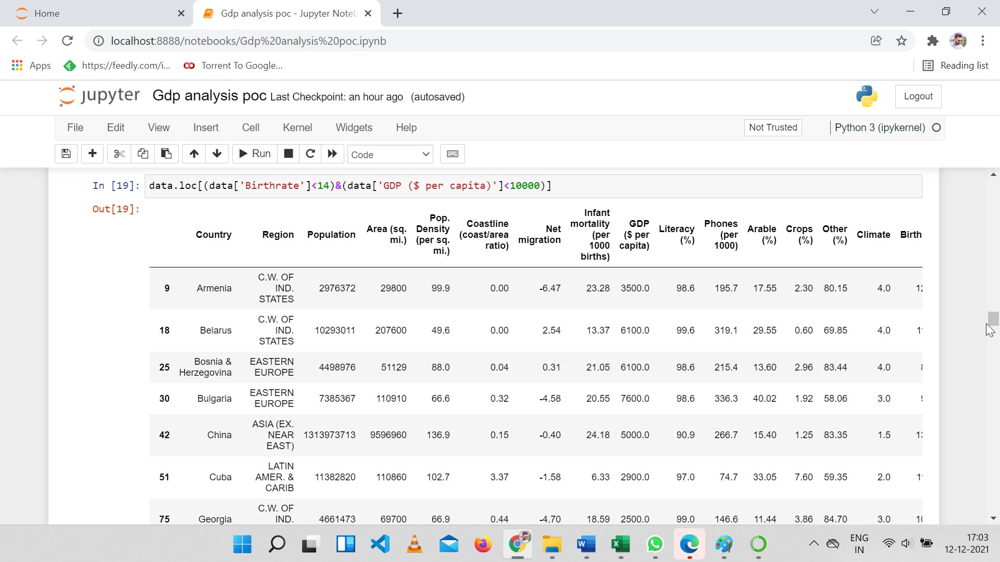 Home
Gdp analysis poc - Jupyter Noteb
localhost:8888/notebooks/Gdp%20analysis%20poc.ipynb
Apps https://feedly.com/i... Torrent To Google... Reading list
jupyter Gdp analysis poc Last Checkpoint: an hour ago (autosaved) Logout
File Edit View Insert Cell Kernel Widgets Help Not Trusted Python 3 (ipykernel)
Run Code
In [19]: data.loc[(data['Birthrate']<14)&(data['GDP ($ per capita)']<10000)]
Out[19]:
Country Region Population Area (sq. mi.) Pop. Density (per sq. mi.) Coastline (coast/area ratio) Net migration Infant mortality (per 1000 births) GDP ($ per capita) Literacy (%) Phones (per 1000) Arable (%) Crops (%) Other (%) Climate Birth
9 Armenia C.W. OF IND. STATES 2976372 29800 99.9 0.00 -6.47 23.28 3500.0 98.6 195.7 17.55 2.30 80.15 4.0
18 Belarus C.W. OF IND. STATES 10293011 207600 49.6 0.00 2.54 13.37 6100.0 99.6 319.1 29.55 0.60 69.85 4.0
25 Bosnia & Herzegovina EASTERN EUROPE 4498976 51129 88.0 0.04 0.31 21.05 6100.0 98.6 215.4 13.60 2.96 83.44 4.0
30 Bulgaria EASTERN EUROPE 7385367 110910 66.6 0.32 -4.58 20.55 7600.0 98.6 336.3 40.02 1.92 58.06 3.0
42 China ASIA (EX. NEAR EAST) 1313973713 9596960 136.9 0.15 -0.40 24.18 5000.0 90.9 266.7 15.40 1.25 83.35 1.5
51 Cuba LATIN AMER. & CARIB 11382820 110860 102.7 3.37 -1.58 6.33 2900.0 97.0 74.7 33.05 7.60 59.35 2.0
75 Georgia C.W. OF IND. 4661473 69700 66.9 0.44 -4.70 18.59 2500.0 99.0 146.6 11.44 3.86 84.70 3.0
ENG IN
17:03
12-12-2021